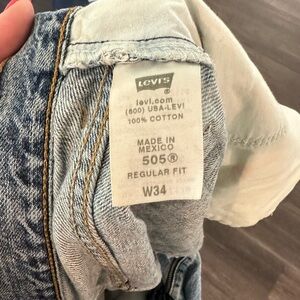 Levi's
®
levi.com
(800) USA-LEVI
100% COTTON
MADE IN
MEXICO
505®
REGULAR FIT
W34